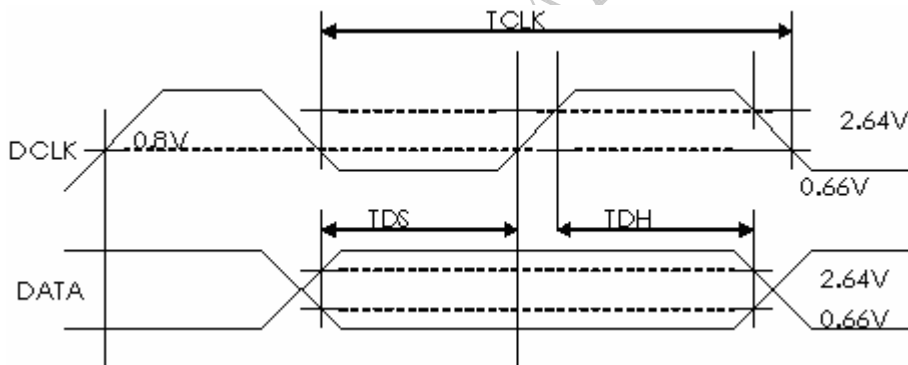 TCLK
2.64V
0.8V
DCLK
0.66V
TDS
TDH
2.64V
DATA
0.66V